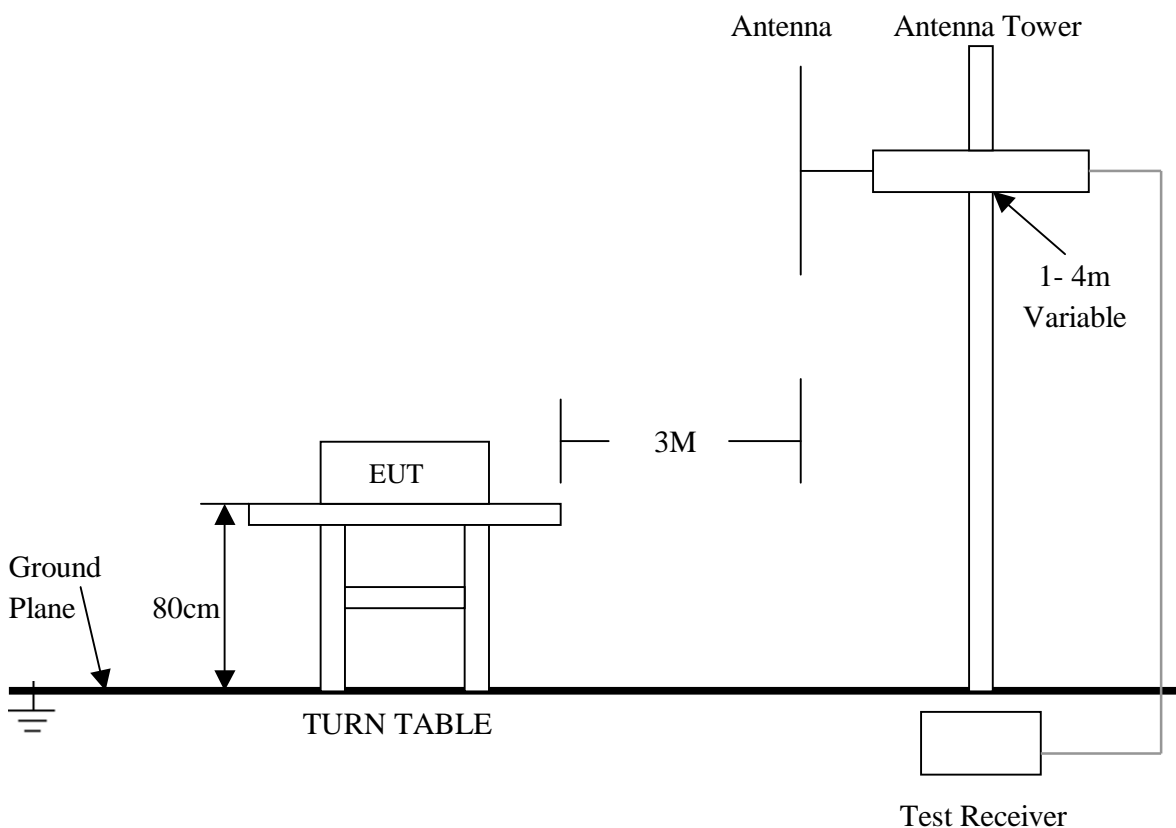 Antenna
Antenna Tower
1- 4m
Variable
3M
EUT
Ground
Plane
80cm
TURN TABLE
Test Receiver